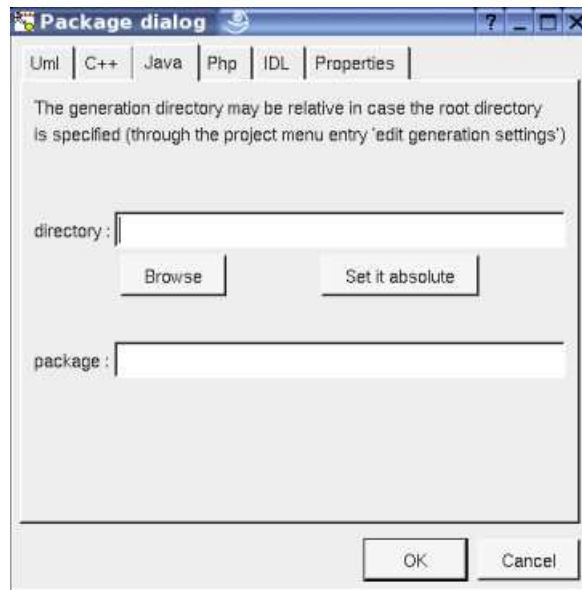 Package dialog
Uml C++ Java Php IDL Properties
The generation directory may be relative in case the root directory
is specified (through the project menu entry 'edit generation settings')
directory :
Browse Set it absolute
package :
OK Cancel